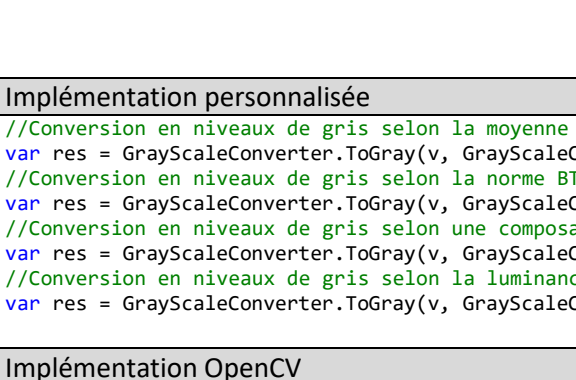 Implémentation personnalisée
//Conversion en niveaux de gris selon la moyenne
var res = GrayScaleConverter.ToGray(v, GrayScaleC
//Conversion en niveaux de gris selon la norme BT
var res = GrayScaleConverter.ToGray(v, GrayScaleC
//Conversion en niveaux de gris selon une composa
var res = GrayScaleConverter.ToGray(v, GrayScaleC
//Conversion en niveaux de gris selon la luminanc
var res = GrayScaleConverter.ToGray(v, GrayScaleC
Implémentation OpenCV